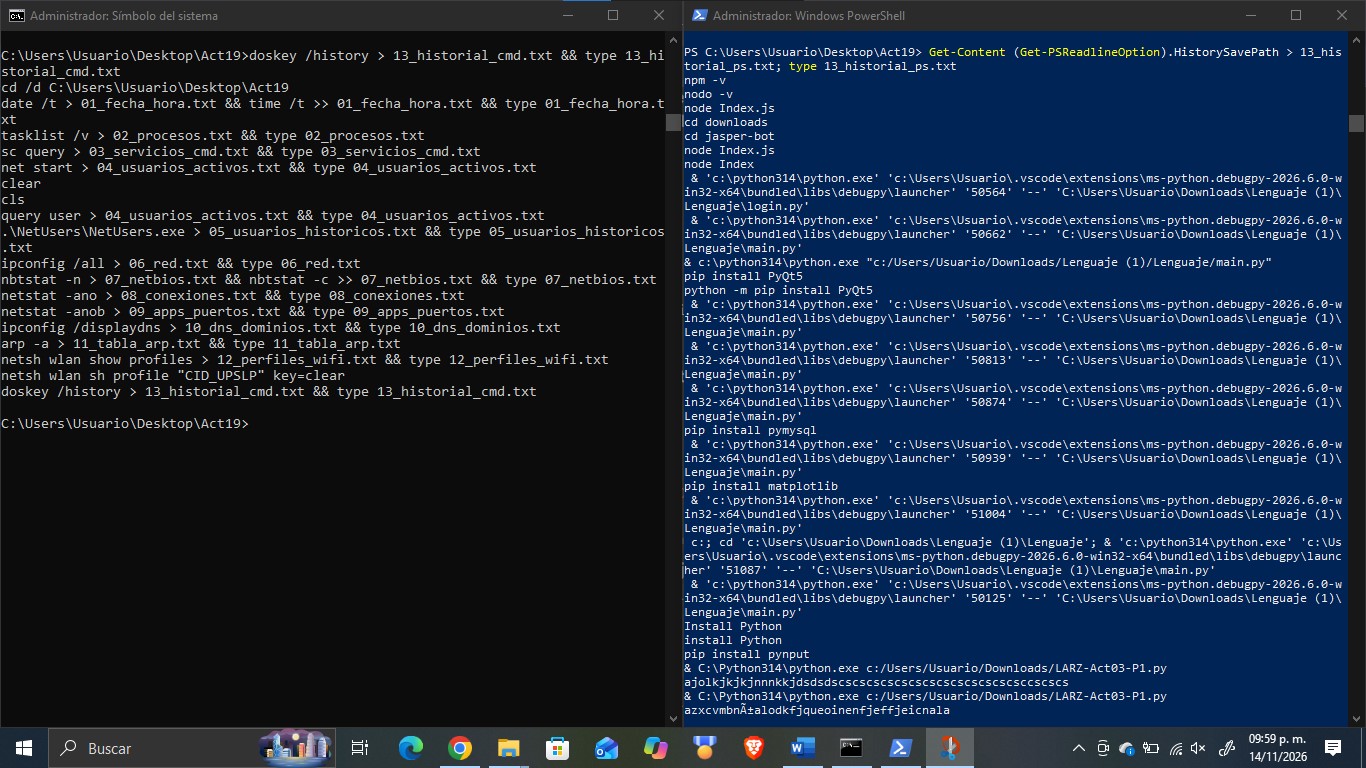 Administrador: Símbolo del sistema
C:\Users\Usuario\Desktop\Act19>doskey /history > 13_historial_cmd.txt && type 13_hi
storial_cmd.txt
cd /d C:\Users\Usuario\Desktop\Act19
date /t > 01_fecha_hora.txt && time /t >> 01_fecha_hora.txt && type 01_fecha_hora.t
xt
tasklist /v > 02_procesos.txt && type 02_procesos.txt
sc query > 03_servicios_cmd.txt && type 03_servicios_cmd.txt
net start > 04_usuarios_activos.txt && type 04_usuarios_activos.txt
clear
cls
query user > 04_usuarios_activos.txt && type 04_usuarios_activos.txt
.\NetUsers\NetUsers.exe > 05_usuarios_historicos.txt && type 05_usuarios_historicos
.txt
ipconfig /all > 06_red.txt && type 06_red.txt
nbtstat -n > 07_netbios.txt && nbtstat -c >> 07_netbios.txt && type 07_netbios.txt
netstat -ano > 08_conexiones.txt && type 08_conexiones.txt
netstat -anob > 09_apps_puertos.txt && type 09_apps_puertos.txt
ipconfig /displaydns > 10_dns_dominios.txt && type 10_dns_dominios.txt
arp -a > 11_tabla_arp.txt && type 11_tabla_arp.txt
netsh wlan show profiles > 12_perfiles_wifi.txt && type 12_perfiles_wifi.txt
netsh wlan sh profile "CID_UPSLP" key=clear
doskey /history > 13_historial_cmd.txt && type 13_historial_cmd.txt
C:\Users\Usuario\Desktop\Act19>
Administrador: Windows PowerShell
PS C:\Users\Usuario\Desktop\Act19> Get-Content (Get-PSReadlineOption).HistorySavePath > 13_his
torial_ps.txt; type 13_historial_ps.txt
npm -v
nodo -v
node Index.js
cd downloads
cd jasper-bot
node Index.js
node Index
& 'c:\python314\python.exe' 'c:\Users\Usuario\.vscode\extensions\ms-python.debugpy-2026.6.0-w
in32-x64\bundled\libs\debugpy\launcher' '50564' '--' 'C:\Users\Usuario\Downloads\Lenguaje (1)\
Lenguaje\login.py'
& 'c:\python314\python.exe' 'c:\Users\Usuario\.vscode\extensions\ms-python.debugpy-2026.6.0-w
in32-x64\bundled\libs\debugpy\launcher' '50662' '--' 'C:\Users\Usuario\Downloads\Lenguaje (1)\
Lenguaje\main.py'
& c:\python314\python.exe "c:/Users/Usuario/Downloads/Lenguaje (1)/Lenguaje/main.py"
pip install PyQt5
python -m pip install PyQt5
& 'c:\python314\python.exe' 'c:\Users\Usuario\.vscode\extensions\ms-python.debugpy-2026.6.0-w
in32-x64\bundled\libs\debugpy\launcher' '50756' '--' 'C:\Users\Usuario\Downloads\Lenguaje (1)\
Lenguaje\main.py'
& 'c:\python314\python.exe' 'c:\Users\Usuario\.vscode\extensions\ms-python.debugpy-2026.6.0-w
in32-x64\bundled\libs\debugpy\launcher' '50813' '--' 'C:\Users\Usuario\Downloads\Lenguaje (1)\
Lenguaje\main.py'
& 'c:\python314\python.exe' 'c:\Users\Usuario\.vscode\extensions\ms-python.debugpy-2026.6.0-w
in32-x64\bundled\libs\debugpy\launcher' '50874' '--' 'C:\Users\Usuario\Downloads\Lenguaje (1)\
Lenguaje\main.py'
pip install pymysql
& 'c:\python314\python.exe' 'c:\Users\Usuario\.vscode\extensions\ms-python.debugpy-2026.6.0-w
in32-x64\bundled\libs\debugpy\launcher' '50939' '--' 'C:\Users\Usuario\Downloads\Lenguaje (1)\
Lenguaje\main.py'
pip install matplotlib
& 'c:\python314\python.exe' 'c:\Users\Usuario\.vscode\extensions\ms-python.debugpy-2026.6.0-w
in32-x64\bundled\libs\debugpy\launcher' '51004' '--' 'C:\Users\Usuario\Downloads\Lenguaje (1)\
Lenguaje\main.py'
c:; cd 'c:\Users\Usuario\Downloads\Lenguaje (1)\Lenguaje'; & 'c:\python314\python.exe' 'c:\Us
ers\Usuario\.vscode\extensions\ms-python.debugpy-2026.6.0-win32-x64\bundled\libs\debugpy\launc
her' '51087' '--' 'C:\Users\Usuario\Downloads\Lenguaje (1)\Lenguaje\main.py'
& 'c:\python314\python.exe' 'c:\Users\Usuario\.vscode\extensions\ms-python.debugpy-2026.6.0-w
in32-x64\bundled\libs\debugpy\launcher' '50125' '--' 'C:\Users\Usuario\Downloads\Lenguaje (1)\
Lenguaje\main.py'
Install Python
install Python
pip install pynput
& C:\Python314\python.exe c:/Users/Usuario/Downloads/LARZ-Act03-P1.py
ajolkjkjkjnnnkkjdsdsdscscscscscscscscscscscscscsccscscs
& C:\Python314\python.exe c:/Users/Usuario/Downloads/LARZ-Act03-P1.py
azxcvmbnÃ±alodkfjqueoinenfjeffjeicnala
Buscar
09:59 p. m.
14/11/2026